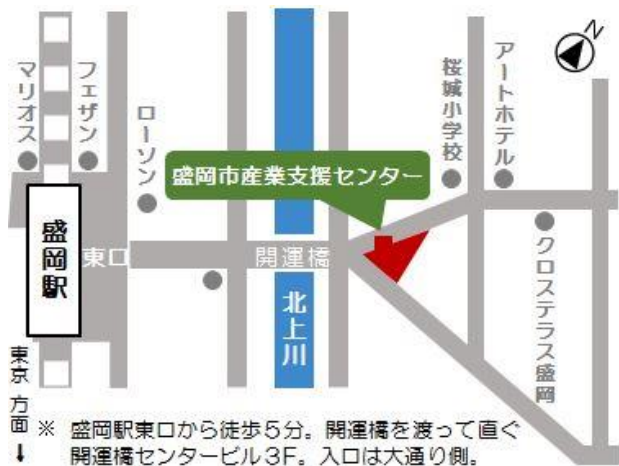 N
マリオス
フェザン
ローソン
桜城小学校
アートホテル
盛岡市産業支援センター
盛岡駅
東口
開運橋
北上川
クロステラス盛岡
東京 方面 ↓
※ 盛岡駅東口から徒歩5分。開運橋を渡って直ぐ
開運橋センタービル3F。入口は大通り側。